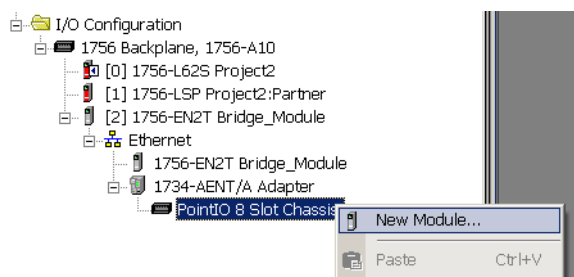 I/O Configuration
1756 Backplane, 1756-A10
[0] 1756-L62S Project2
[1] 1756-LSP Project2:Partner
[2] 1756-EN2T Bridge_Module
Ethernet
1756-EN2T Bridge_Module
1734-AENT/A Adapter
PointIO 8 Slot Chassis
New Module...
Paste Ctrl+V